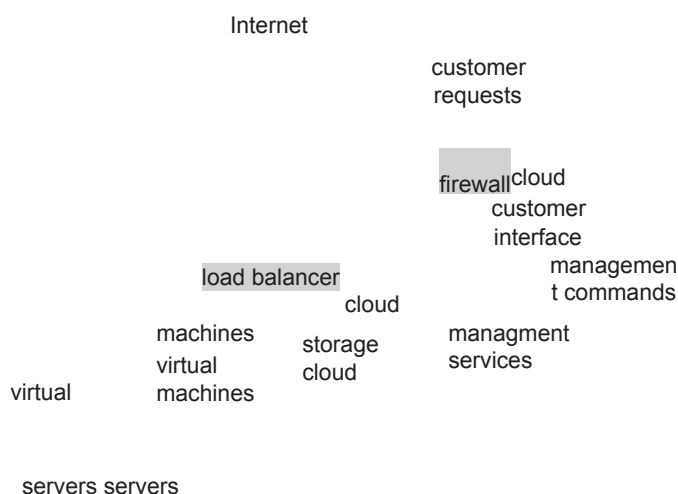 Internet
customer
requests
firewall
cloud
customer
interface
load balancer
managemen
t commands
cloud
machines
storage
managment
services
virtual
cloud
virtual
machines
servers servers